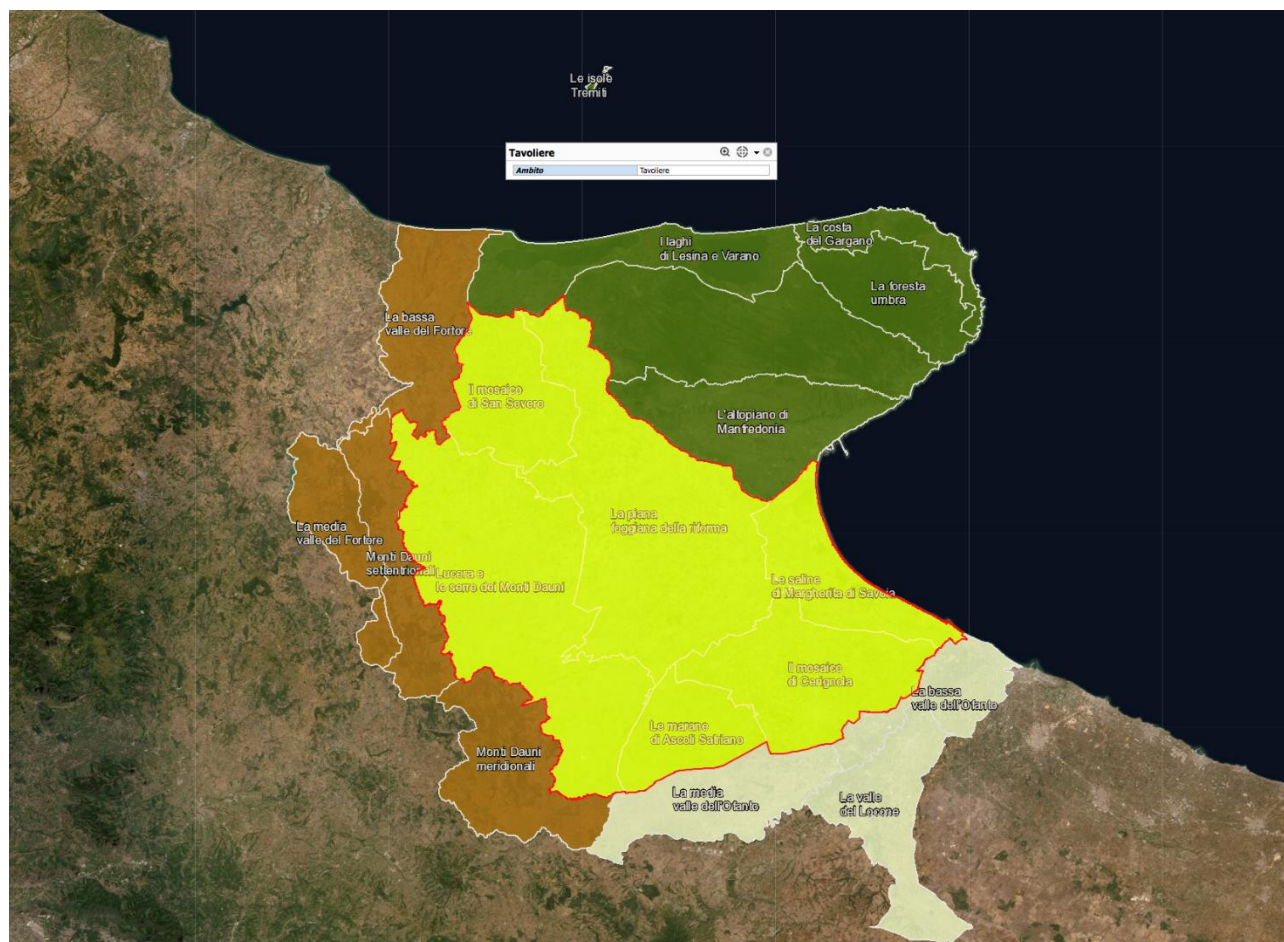 Le isole
Tremiti
Tavoliere
Ambito Tavoliere
La costa
del Gargano
I laghi
di Lesina e Varano
La foresta
umbra
La bassa
valle del Fortore
Il mosaico
di San Severo
L'altopiano di
Manfredonia
La piana
foggiana della riforma
La media
valle del Fortore
Monti Dauni
settentrionali
Lucera e
le serre dei Monti Dauni
Le saline
di Margherita di Savoia
Il mosaico
di Cerignola
La bassa
valle dell'Ofanto
Le marane
di Ascoli Satriano
Monti Dauni
meridionali
La media
valle dell'Ofanto
La valle
del Locone